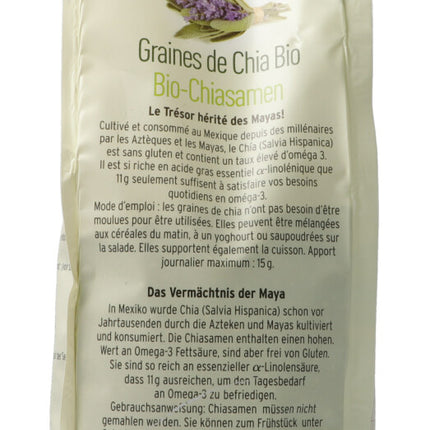 Graines de Chia Bio
Bio-Chiasamen
Le Trésor hérité des Mayas!
Cultivé et consommé au Mexique depuis des millénaires
par les Aztèques et les Mayas, le Chia (Salvia Hispanica)
est sans gluten et contient un taux élevé d'oméga 3.
Il est si riche en acide gras essentiel α-linolénique que
11g seulement suffisent à satisfaire vos besoins
quotidiens en oméga-3.
Mode d'emploi : les graines de chia n'ont pas besoin d'être
moulues pour être utilisées. Elles peuvent être mélangées
aux céréales du matin, à un yoghourt ou saupoudrées sur
la salade. Elles supportent également la cuisson. Apport
journalier maximum : 15 g.
Das Vermächtnis der Maya
In Mexiko wurde Chia (Salvia Hispanica) schon vor
Jahrtausenden durch die Azteken und Mayas kultiviert
und konsumiert. Die Chiasamen enthalten einen hohen
Wert an Omega-3 Fettsäure, sind aber frei von Gluten.
Sie sind so reich an essenzieller α-Linolensäure,
dass 11g ausreichen, um den Tagesbedarf
an Omega-3 zu befriedigen.
Gebrauchsanweisung: Chiasamen müssen nicht
gemahlen werden. Sie können zum Frühstück unter